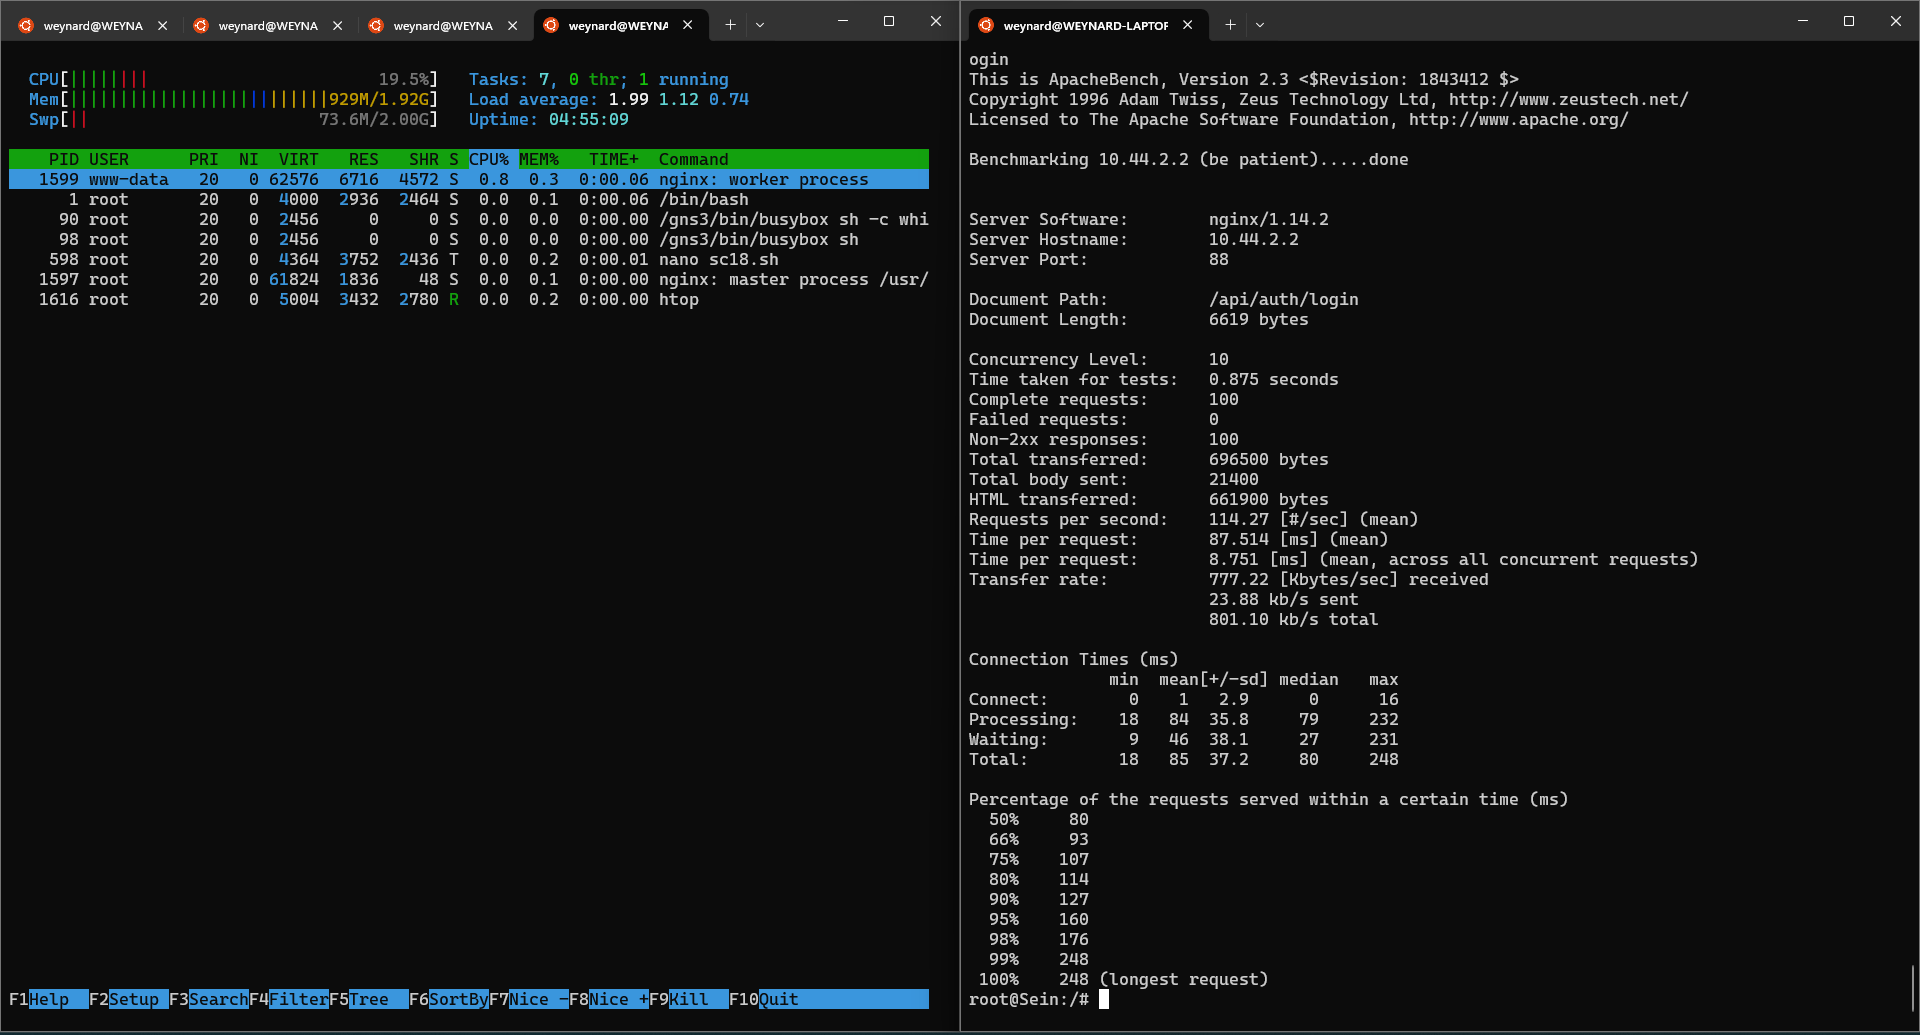 weynard@WEYNA
weynard@WEYNA
weynard@WEYNA
weynard@WEYNA
CPU[||||||||                       19.5%]   Tasks: 7, 0 thr; 1 running
Mem[||||||||||||||||||||||||||929M/1.92G]   Load average: 1.99 1.12 0.74
Swp[||                       73.6M/2.00G]   Uptime: 04:55:09
PID USER      PRI  NI  VIRT   RES   SHR S CPU% MEM%   TIME+  Command
1599 www-data   20   0 62576  6716  4572 S  0.8  0.3  0:00.06 nginx: worker process
1 root       20   0  4000  2936  2464 S  0.0  0.1  0:00.06 /bin/bash
90 root       20   0  2456     0     0 S  0.0  0.0  0:00.00 /gns3/bin/busybox sh -c whi
98 root       20   0  2456     0     0 S  0.0  0.0  0:00.00 /gns3/bin/busybox sh
598 root       20   0  4364  3752  2436 T  0.0  0.2  0:00.01 nano sc18.sh
1597 root       20   0 61824  1836    48 S  0.0  0.1  0:00.00 nginx: master process /usr/
1616 root       20   0  5004  3432  2780 R  0.0  0.2  0:00.00 htop
F1Help  F2Setup F3SearchF4FilterF5Tree  F6SortByF7Nice -F8Nice +F9Kill  F10Quit
weynard@WEYNARD-LAPTOP
ogin
This is ApacheBench, Version 2.3 <$Revision: 1843412 $>
Copyright 1996 Adam Twiss, Zeus Technology Ltd, http://www.zeustech.net/
Licensed to The Apache Software Foundation, http://www.apache.org/
Benchmarking 10.44.2.2 (be patient).....done
Server Software:        nginx/1.14.2
Server Hostname:        10.44.2.2
Server Port:            88
Document Path:          /api/auth/login
Document Length:        6619 bytes
Concurrency Level:      10
Time taken for tests:   0.875 seconds
Complete requests:      100
Failed requests:        0
Non-2xx responses:      100
Total transferred:      696500 bytes
Total body sent:        21400
HTML transferred:       661900 bytes
Requests per second:    114.27 [#/sec] (mean)
Time per request:       87.514 [ms] (mean)
Time per request:       8.751 [ms] (mean, across all concurrent requests)
Transfer rate:          777.22 [Kbytes/sec] received
23.88 kb/s sent
801.10 kb/s total
Connection Times (ms)
min  mean[+/-sd] median   max
Connect:        0    1   2.9      0      16
Processing:    18   84  35.8     79     232
Waiting:        9   46  38.1     27     231
Total:         18   85  37.2     80     248
Percentage of the requests served within a certain time (ms)
50%     80
66%     93
75%    107
80%    114
90%    127
95%    160
98%    176
99%    248
100%    248 (longest request)
root@Sein:/#